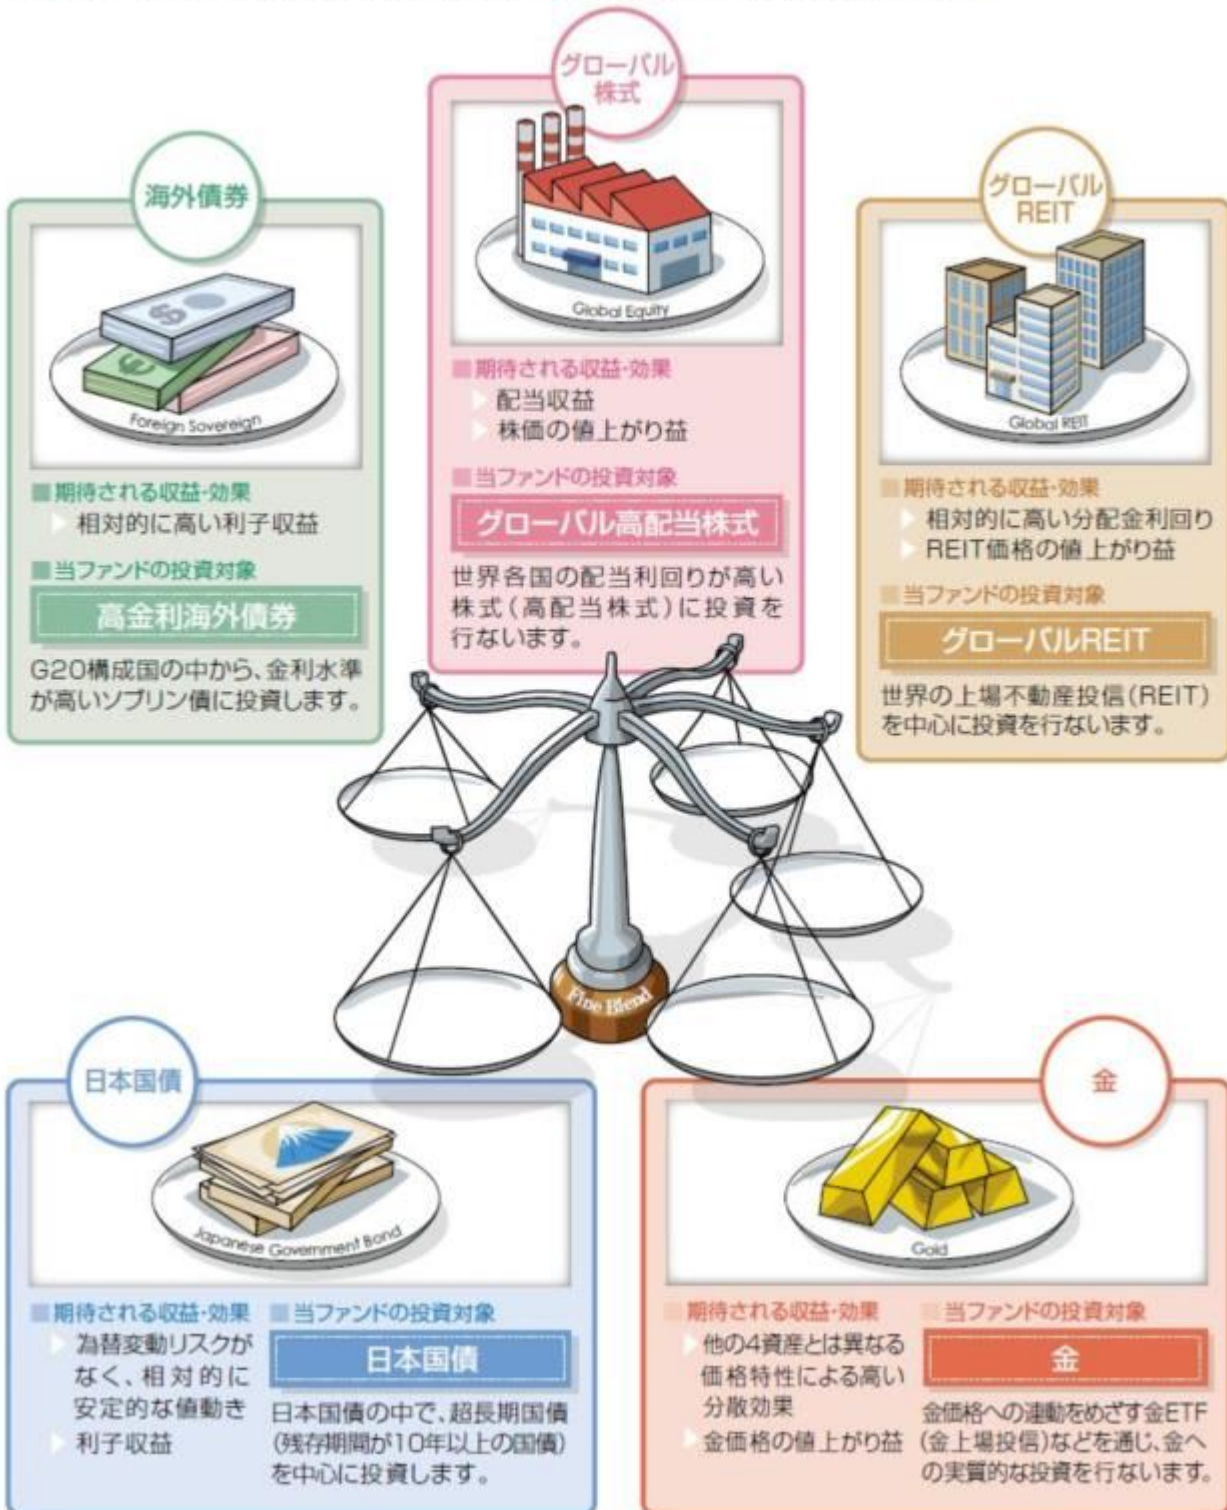 グローバル
株式
Global Equity
■期待される収益・効果
配当収益
株価の値上がり益
■当ファンドの投資対象
グローバル高配当株式
世界各国の配当利回りが高い
株式(高配当株式)に投資を
行ないます。
海外債券
Foreign Sovereign
■期待される収益・効果
相対的に高い利子収益
■当ファンドの投資対象
高金利海外債券
G20構成国の中から、金利水準
が高いソブリン債に投資します。
グローバル
REIT
Global REIT
■期待される収益・効果
相対的に高い分配金利回り
REIT価格の値上がり益
■当ファンドの投資対象
グローバルREIT
世界の上場不動産投信(REIT)
を中心に投資を行ないます。
Fine Blend
日本国債
Japanese Government Bond
■期待される収益・効果
為替変動リスクが
なく、相対的に
安定的な値動き
利子収益
■当ファンドの投資対象
日本国債
日本国債の中で、超長期国債
(残存期間が10年以上の国債)
を中心に投資します。
金
Gold
■期待される収益・効果
他の4資産とは異なる
価格特性による高い
分散効果
金価格の値上がり益
■当ファンドの投資対象
金
金価格への連動をめざす金ETF
(金上場投信)などを通じ、金へ
の実質的な投資を行ないます。